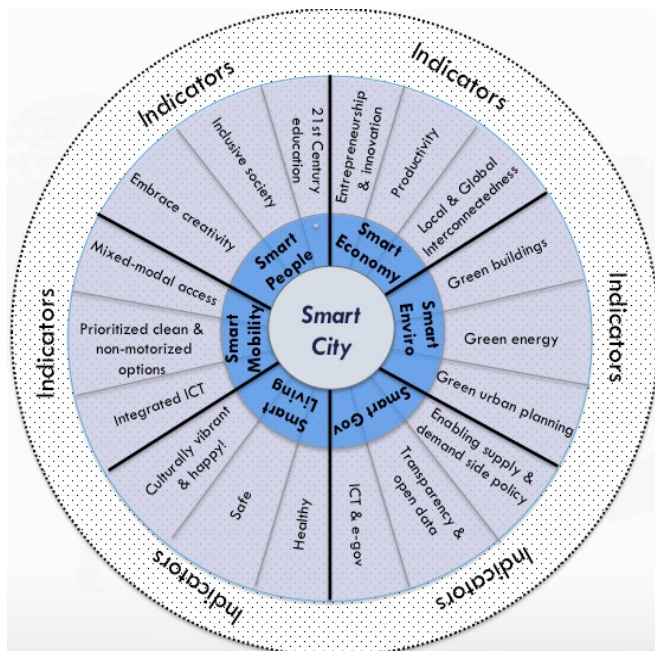 Indicators
Indicators
Indicators
Indicators
Indicators
Indicators
Smart
City
Smart
Economy
Entrepreneurship
& innovation
Productivity
Local & Global
Interconnectedness
Smart
Enviro
Green buildings
Green energy
Green urban planning
Smart Gov
Enabling supply &
demand side policy
Transparency &
open data
ICT & e-gov
Smart
Living
Healthy
Safe
Culturally vibrant
& happy!
Smart
Mobility
Integrated ICT
Prioritized clean &
non-motorized
options
Mixed-modal access
Smart
People
Embrace creativity
Inclusive society
21st Century
education